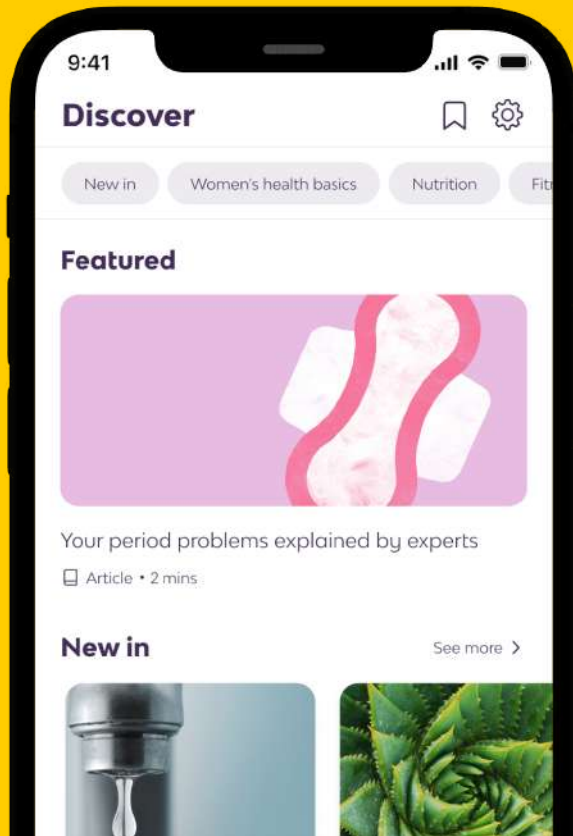 9:41
Discover
New in
Women's health basics
Nutrition
Fit
Featured
Your period problems explained by experts
Article • 2 mins
New in
See more